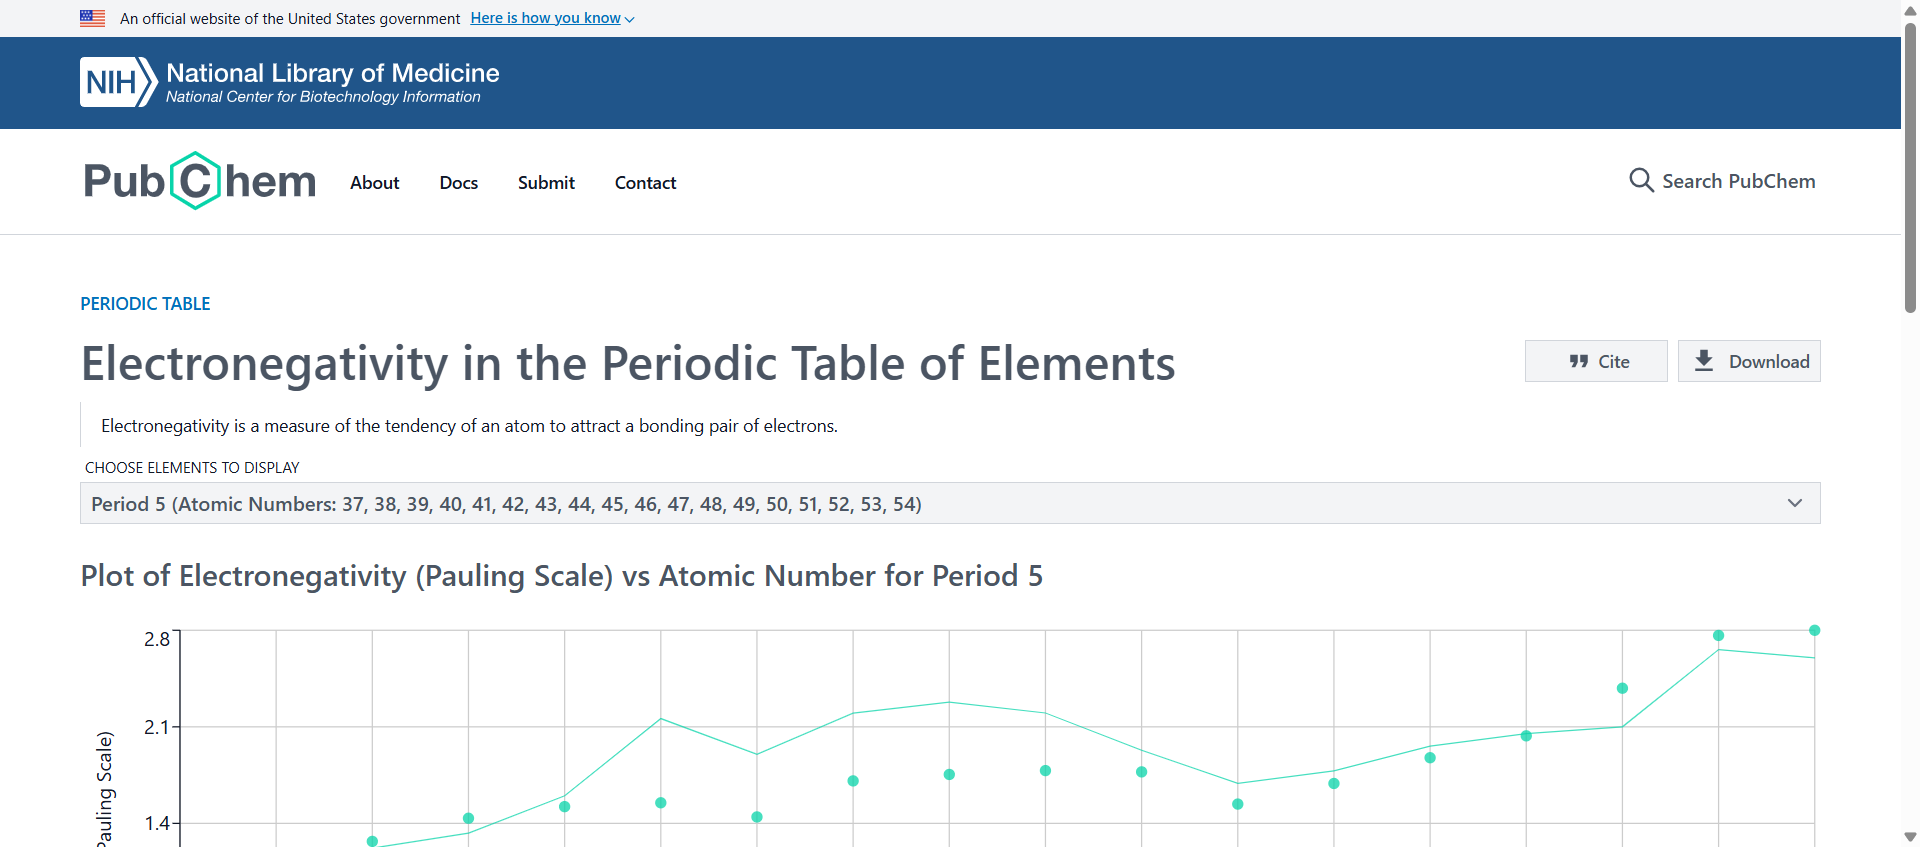 An official website of the United States government Here is how you know
NIH National Library of Medicine
National Center for Biotechnology Information
PubChem About Docs Submit Contact Search PubChem
PERIODIC TABLE
Electronegativity in the Periodic Table of Elements
Cite Download
Electronegativity is a measure of the tendency of an atom to attract a bonding pair of electrons.
CHOOSE ELEMENTS TO DISPLAY
Period 5 (Atomic Numbers: 37, 38, 39, 40, 41, 42, 43, 44, 45, 46, 47, 48, 49, 50, 51, 52, 53, 54)
Plot of Electronegativity (Pauling Scale) vs Atomic Number for Period 5
2.8
2.1
1.4
Pauling Scale)